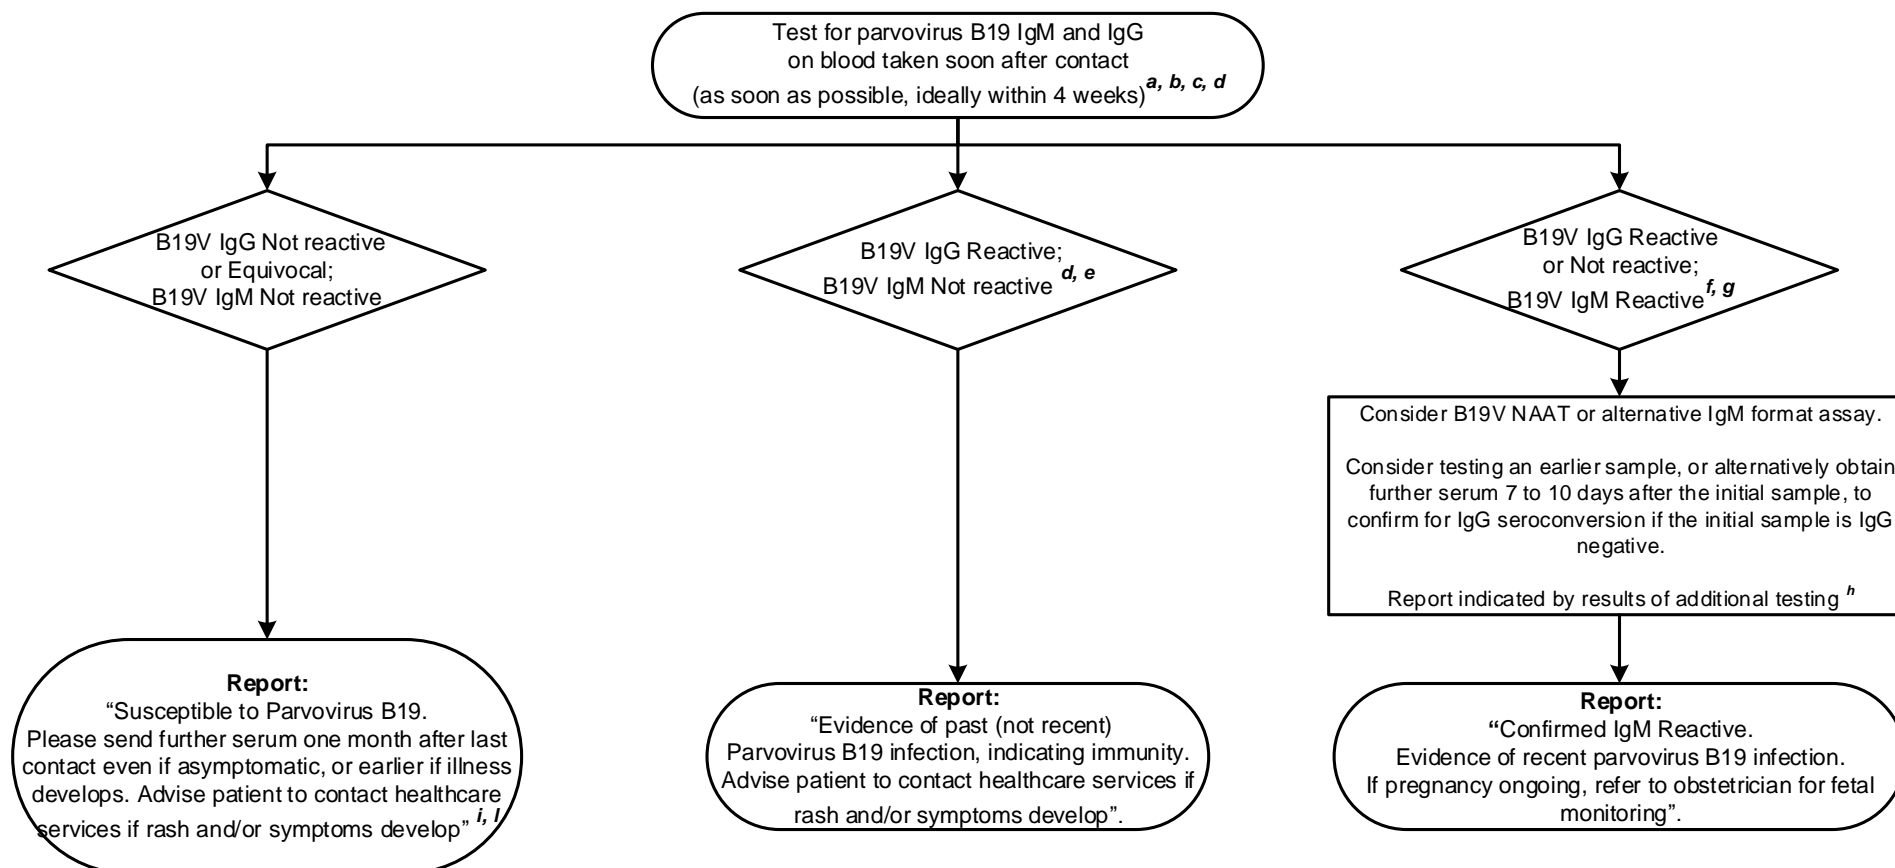 Test for parvovirus B19 IgM and IgG
on blood taken soon after contact
(as soon as possible, ideally within 4 weeks) a, b, c, d
B19V IgG Not reactive
or Equivocal;
B19V IgM Not reactive
B19V IgG Reactive;
B19V IgM Not reactive d, e
B19V IgG Reactive
or Not reactive;
B19V IgM Reactive f, g
Consider B19V NAAT or alternative IgM format assay.
Consider testing an earlier sample, or alternatively obtain
further serum 7 to 10 days after the initial sample, to
confirm for IgG seroconversion if the initial sample is IgG
negative.
Report indicated by results of additional testing h
Report:
“Susceptible to Parvovirus B19.
Please send further serum one month after last
contact even if asymptomatic, or earlier if illness
develops. Advise patient to contact healthcare
services if rash and/or symptoms develop” i, l
Report:
“Evidence of past (not recent)
Parvovirus B19 infection, indicating immunity.
Advise patient to contact healthcare services if
rash and/or symptoms develop”.
Report:
“Confirmed IgM Reactive.
Evidence of recent parvovirus B19 infection.
If pregnancy ongoing, refer to obstetrician for fetal
monitoring”.